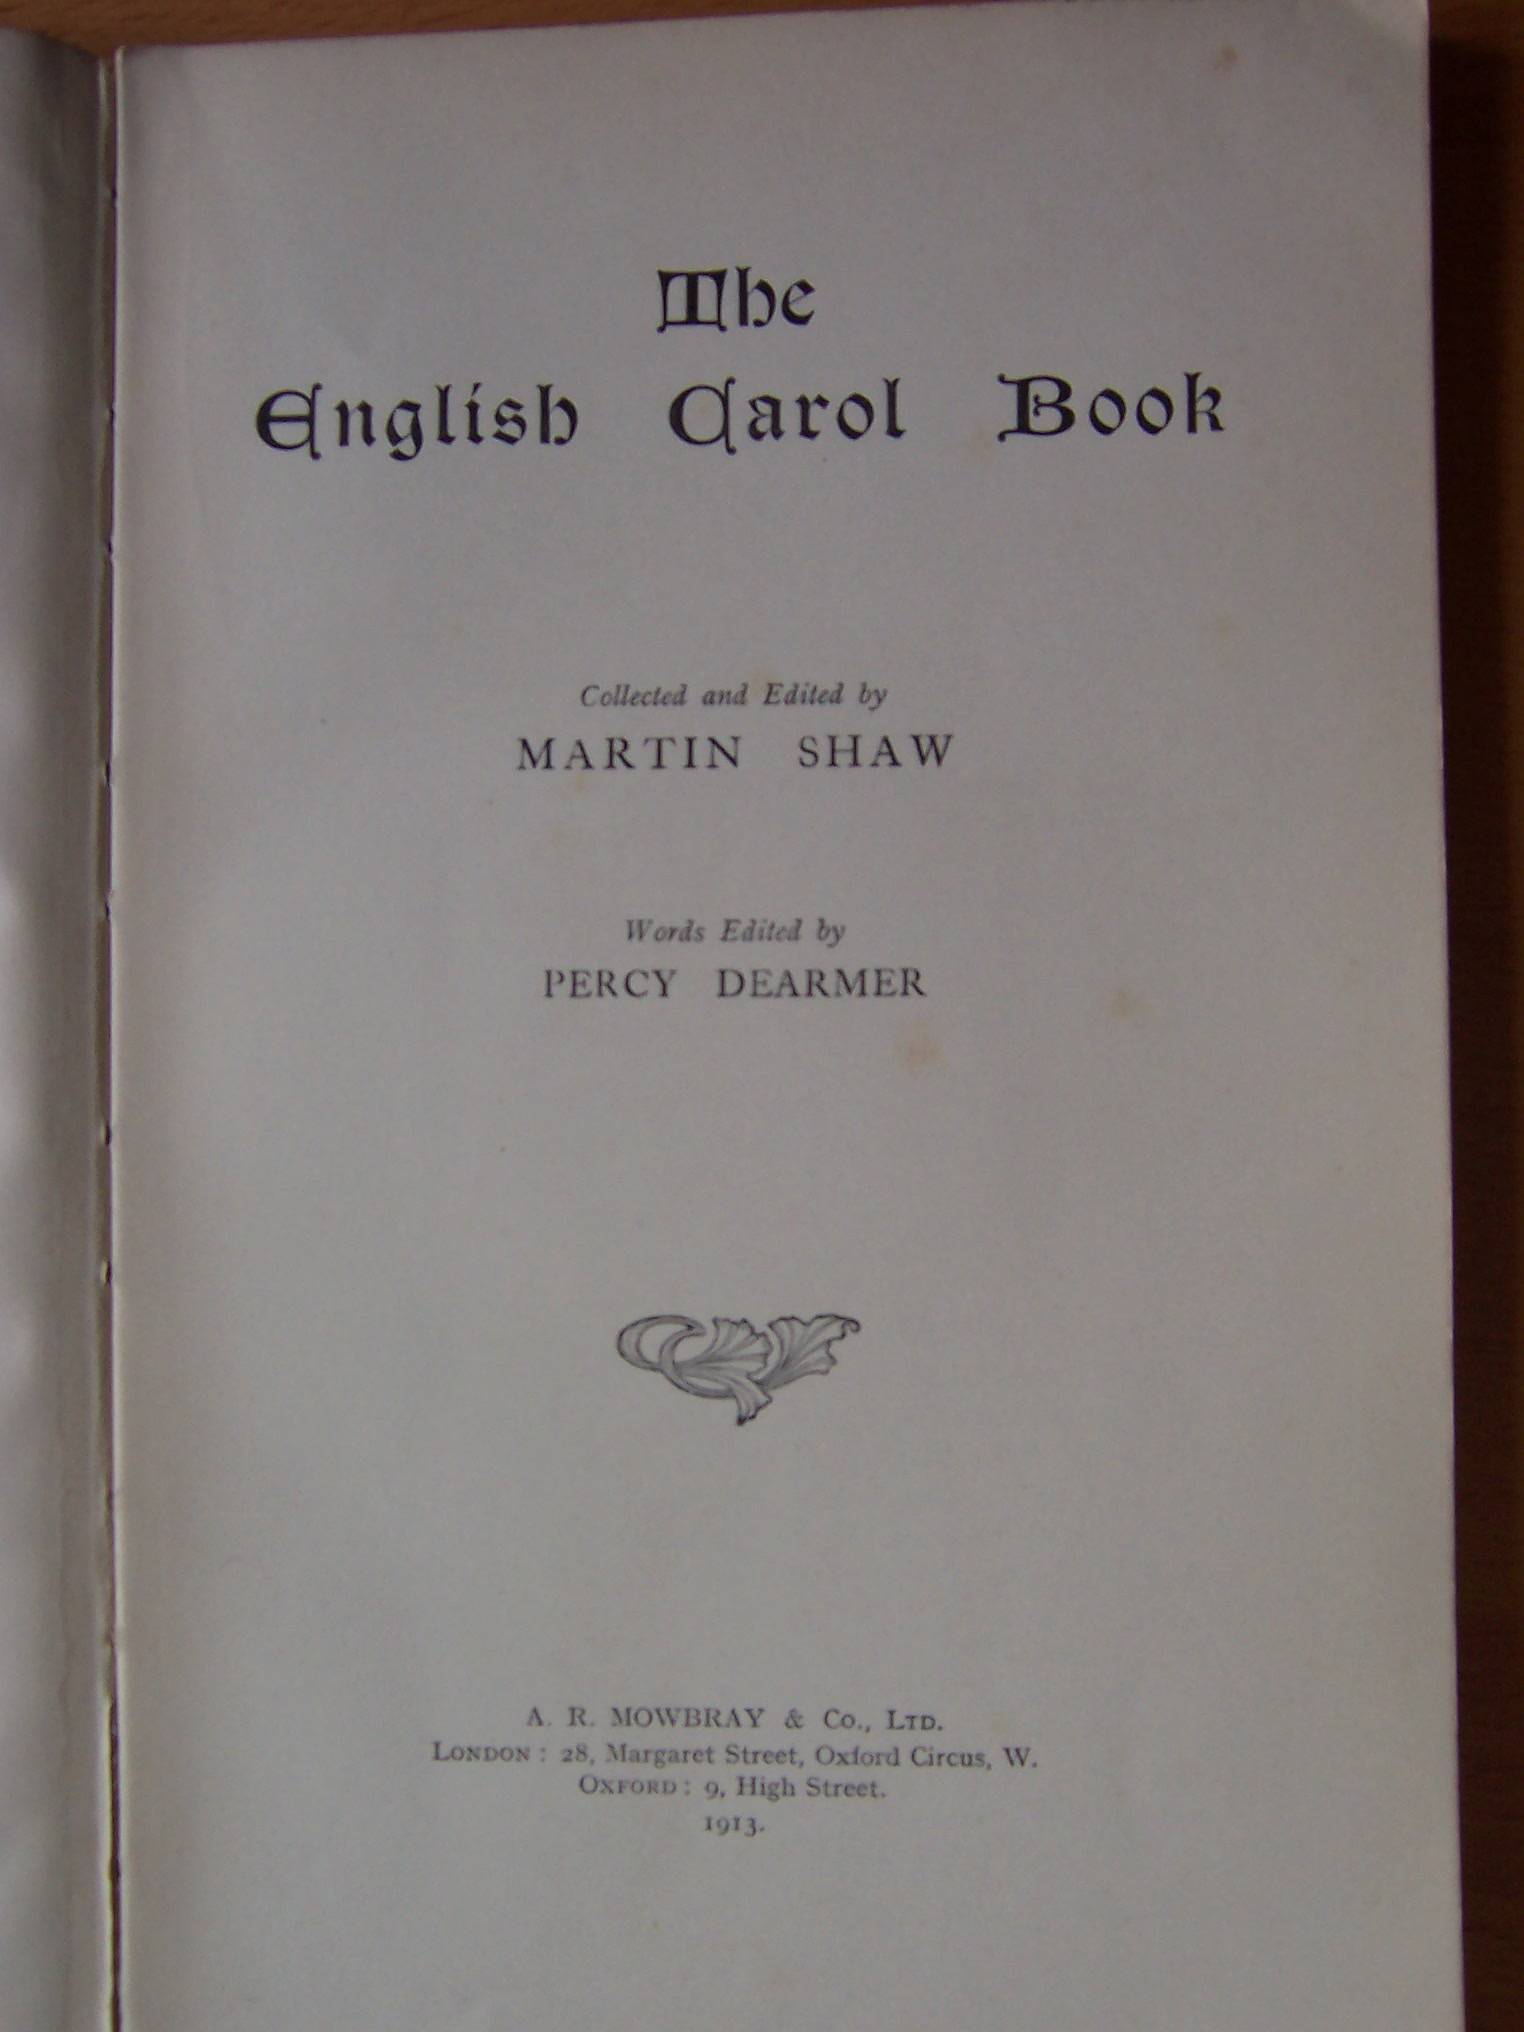 The
English Carol Book
Collected and Edited by
MARTIN SHAW
Words Edited by
PERCY DEARMER
A. R. MOWBRAY & Co., LTD.
LONDON: 28, Margaret Street, Oxford Circus, W.
OXFORD: 9, High Street.
1913.